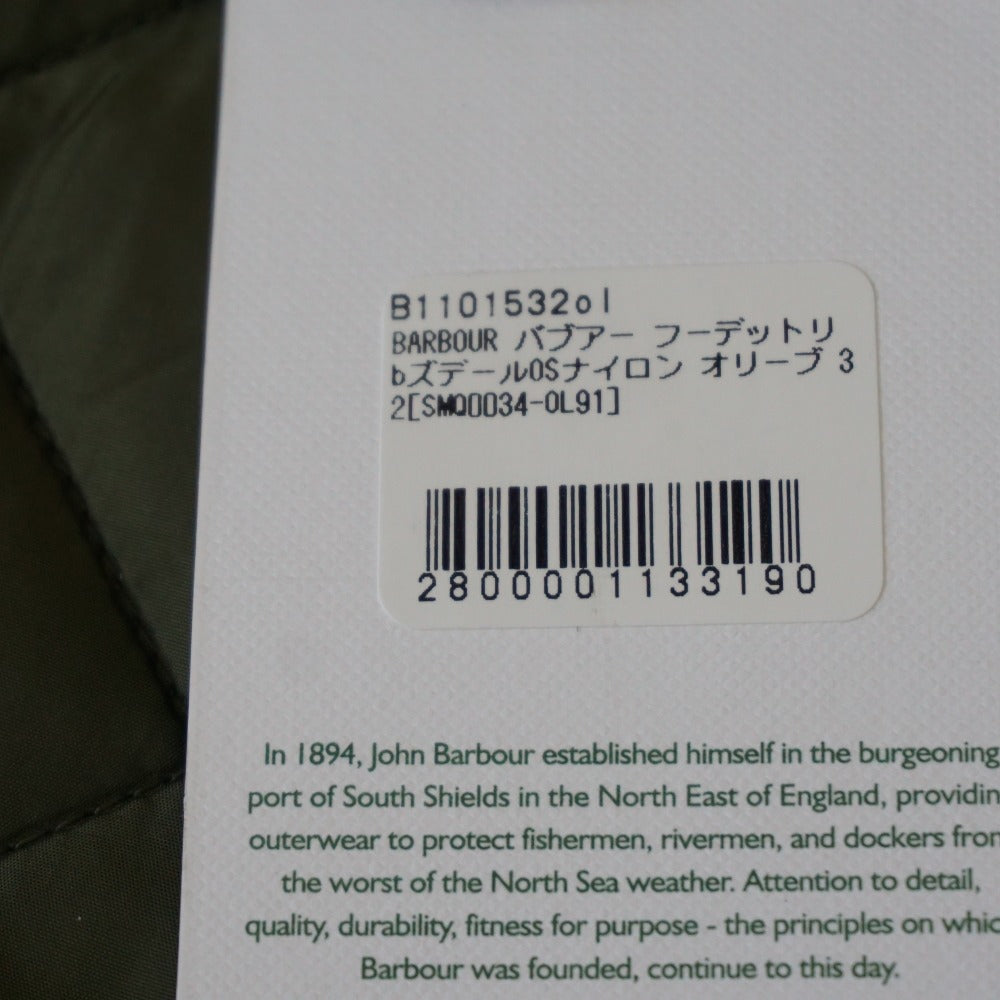 B1101532ol
BARBOUR バブアー フーデットリ
bズデールOSナイロン オリーブ 3
2[SMQ0034-OL91]
2800001133190
In 1894, John Barbour established himself in the burgeoning
port of South Shields in the North East of England, providin
outerwear to protect fishermen, rivermen, and dockers from
the worst of the North Sea weather. Attention to detail,
quality, durability, fitness for purpose - the principles on whic
Barbour was founded, continue to this day.